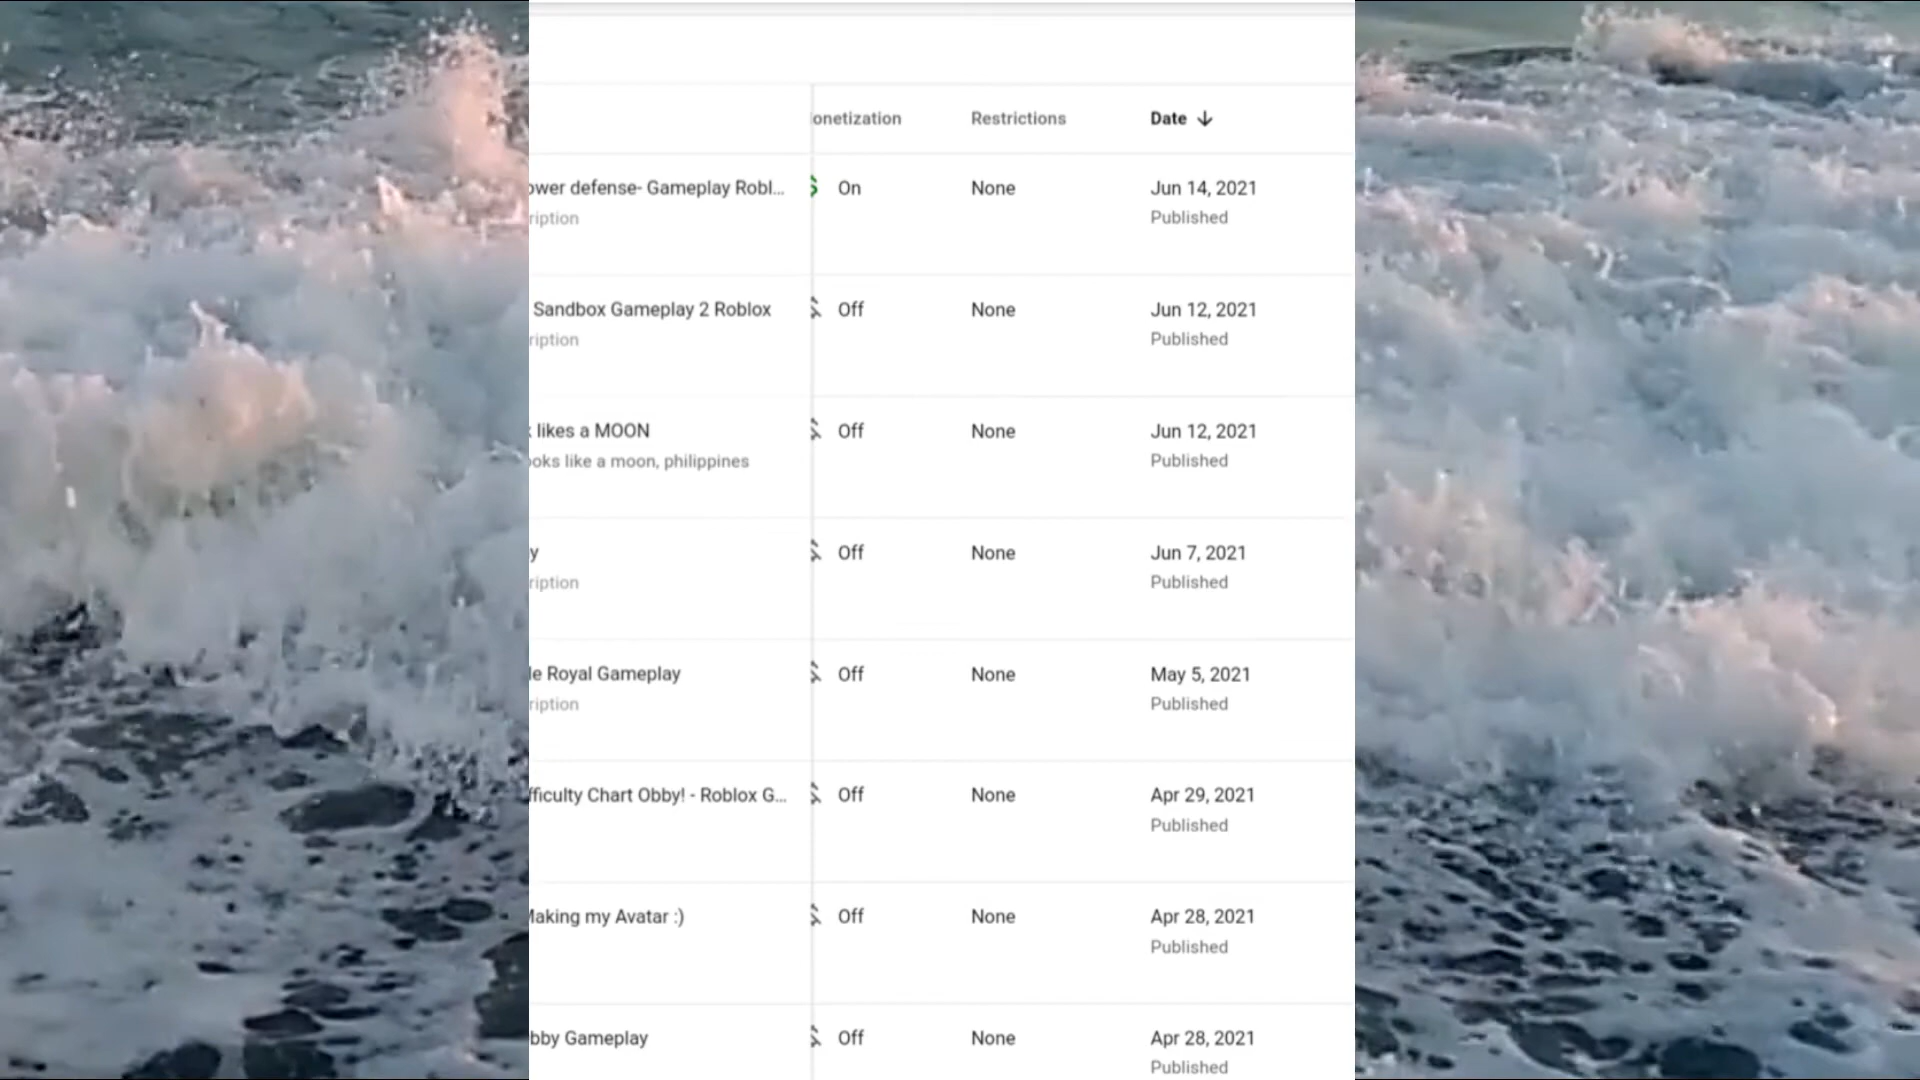 onetization Restrictions Date
ower defense- Gameplay Robl... On None Jun 14, 2021
ription Published
Sandbox Gameplay 2 Roblox Off None Jun 12, 2021
ription Published
likes a MOON Off None Jun 12, 2021
oks like a moon, philippines Published
y Off None Jun 7, 2021
ription Published
le Royal Gameplay Off None May 5, 2021
ription Published
fficulty Chart Obby! - Roblox G... Off None Apr 29, 2021
Published
Making my Avatar :) Off None Apr 28, 2021
Published
bby Gameplay Off None Apr 28, 2021
Published